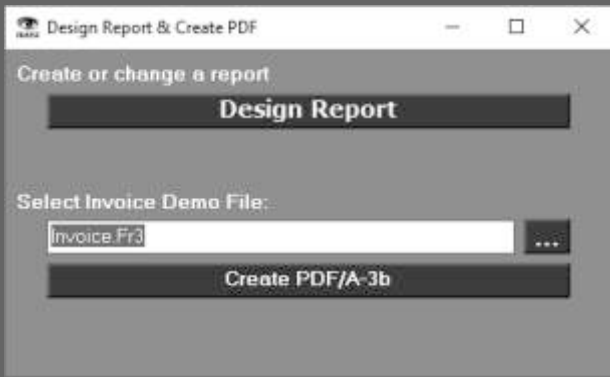 Design Report & Create PDF
Create or change a report
Design Report
Select Invoice Demo File:
Invoice.Fr3
...
Create PDF/A-3b